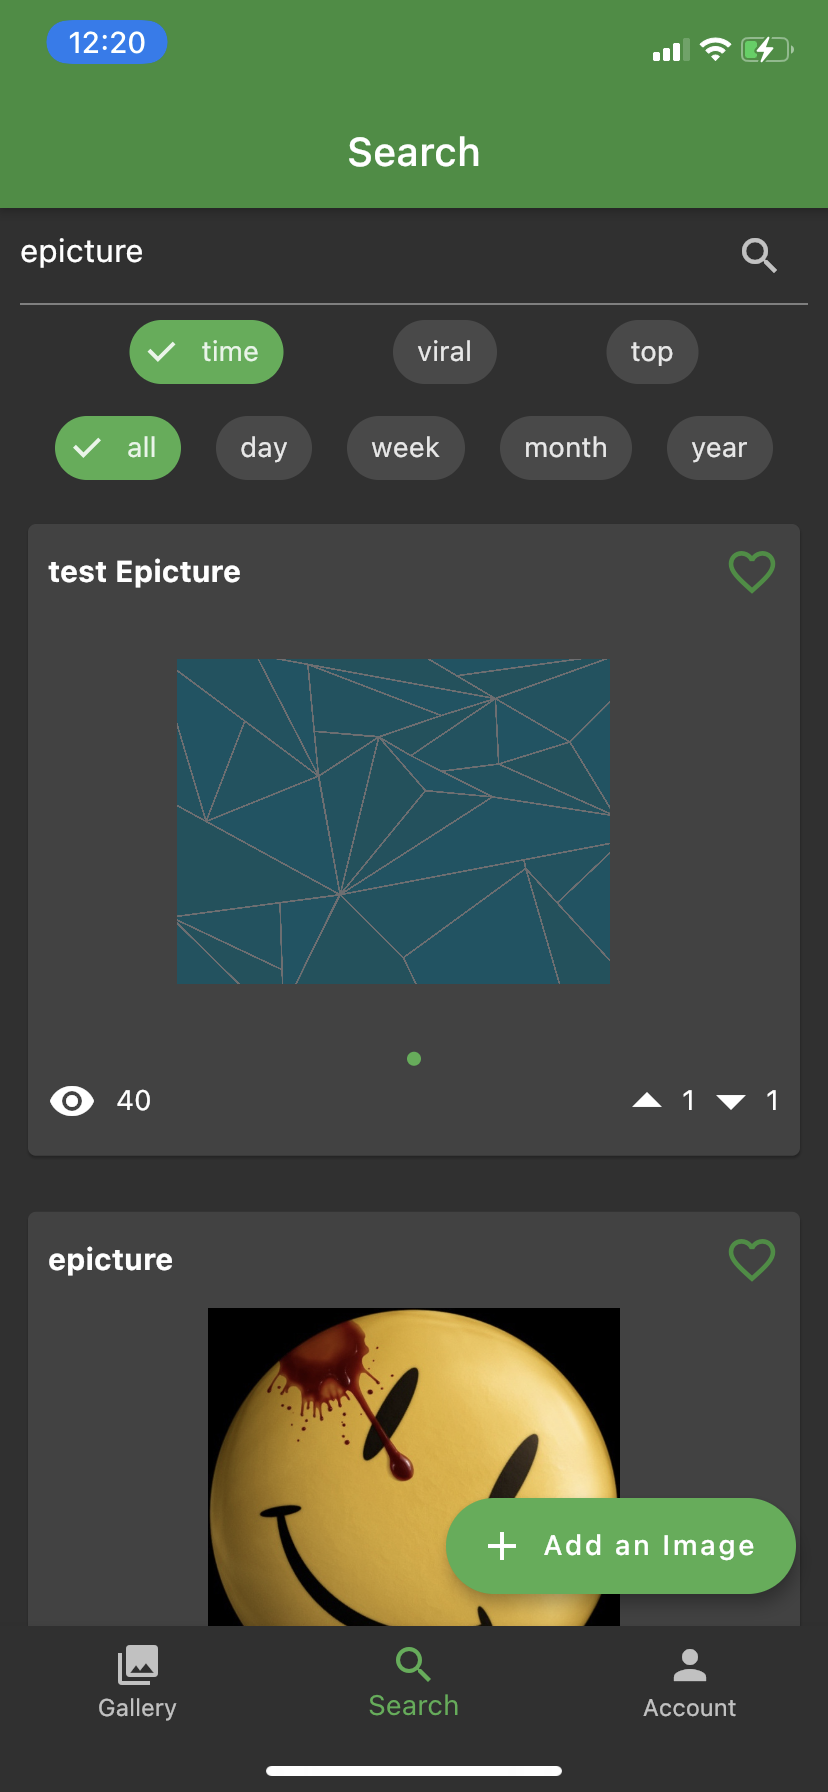 12:20
Search
epicture
time viral top
all day week month year
test Epicture
40 1 1
epicture
Add an Image
Gallery Search Account